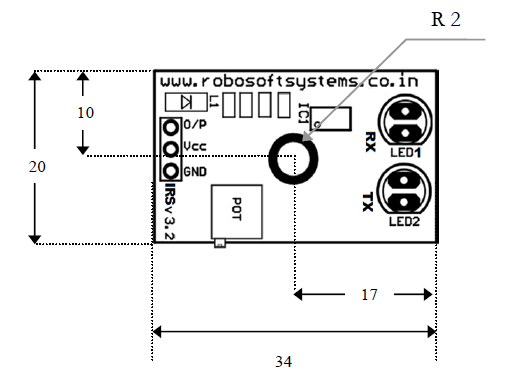 R 2
www.robosoftsystems.co.in
L1
IC1
O/P
Vcc
GND
10
20
RX
LED1
IRSv3.2
POT
TX
LED2
17
34